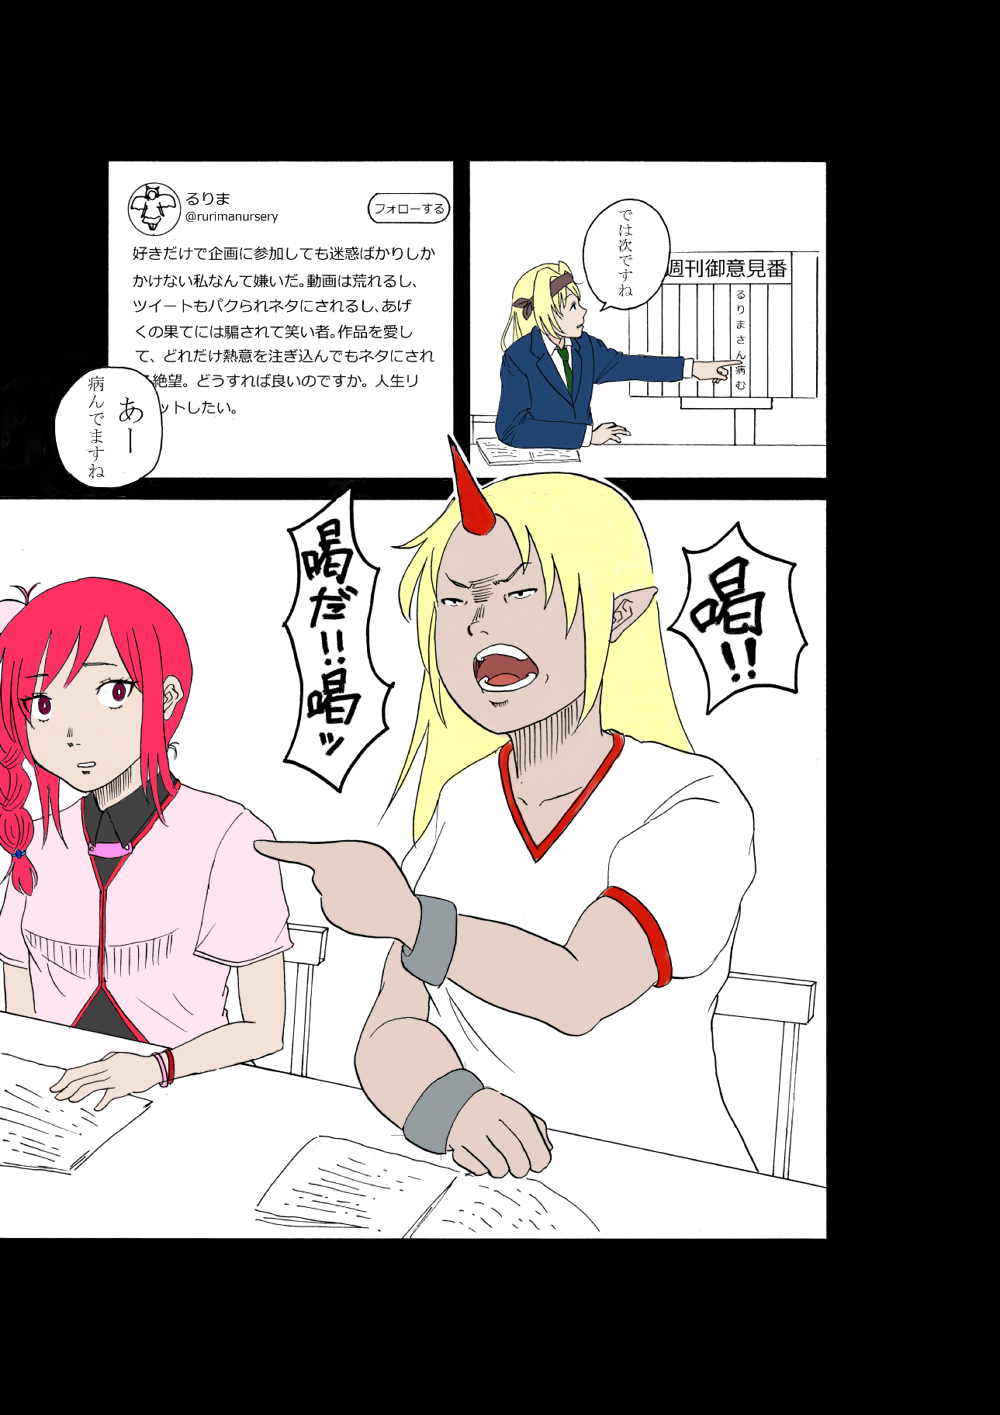 では次ですね
週刊御意見番
るりまさん病む
るりま
@rurimanursery
フォローする
好きだけで企画に参加しても迷惑ばかりしか
かけない私なんて嫌いだ。動画は荒れるし、
ツイートもパクられネタにされるし、あげ
くの果てには騙されて笑い者。作品を愛し
て、どれだけ熱意を注ぎ込んでもネタにされ
絶望。どうすれば良いのですか。人生リ
ットしたい。
あー
病んでますね
喝!!
喝だ!!喝ッ